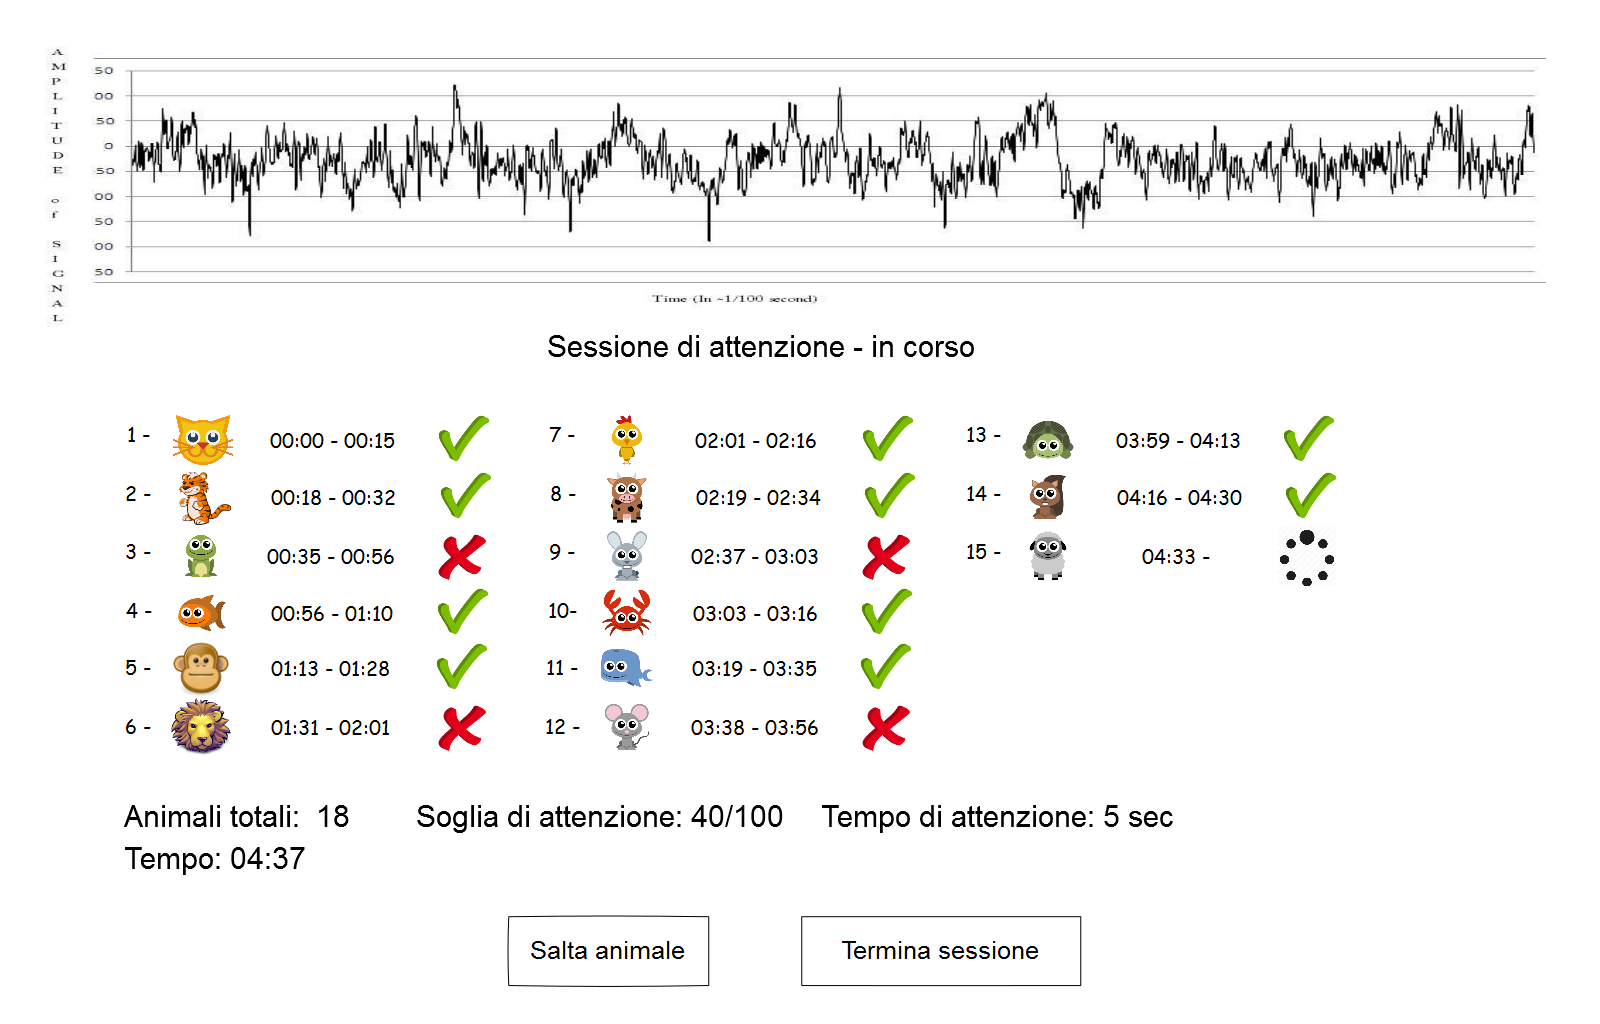 AMPLITUDE of SIGNAL
50
00
50
0
50
00
50
00
50
Time (In ~1/100 second)
Sessione di attenzione - in corso
1 - 00:00 - 00:15
2 - 00:18 - 00:32
3 - 00:35 - 00:56
4 - 00:56 - 01:10
5 - 01:13 - 01:28
6 - 01:31 - 02:01
7 - 02:01 - 02:16
8 - 02:19 - 02:34
9 - 02:37 - 03:03
10- 03:03 - 03:16
11 - 03:19 - 03:35
12 - 03:38 - 03:56
13 - 03:59 - 04:13
14 - 04:16 - 04:30
15 - 04:33 -
Animali totali: 18 Soglia di attenzione: 40/100 Tempo di attenzione: 5 sec
Tempo: 04:37
Salta animale
Termina sessione